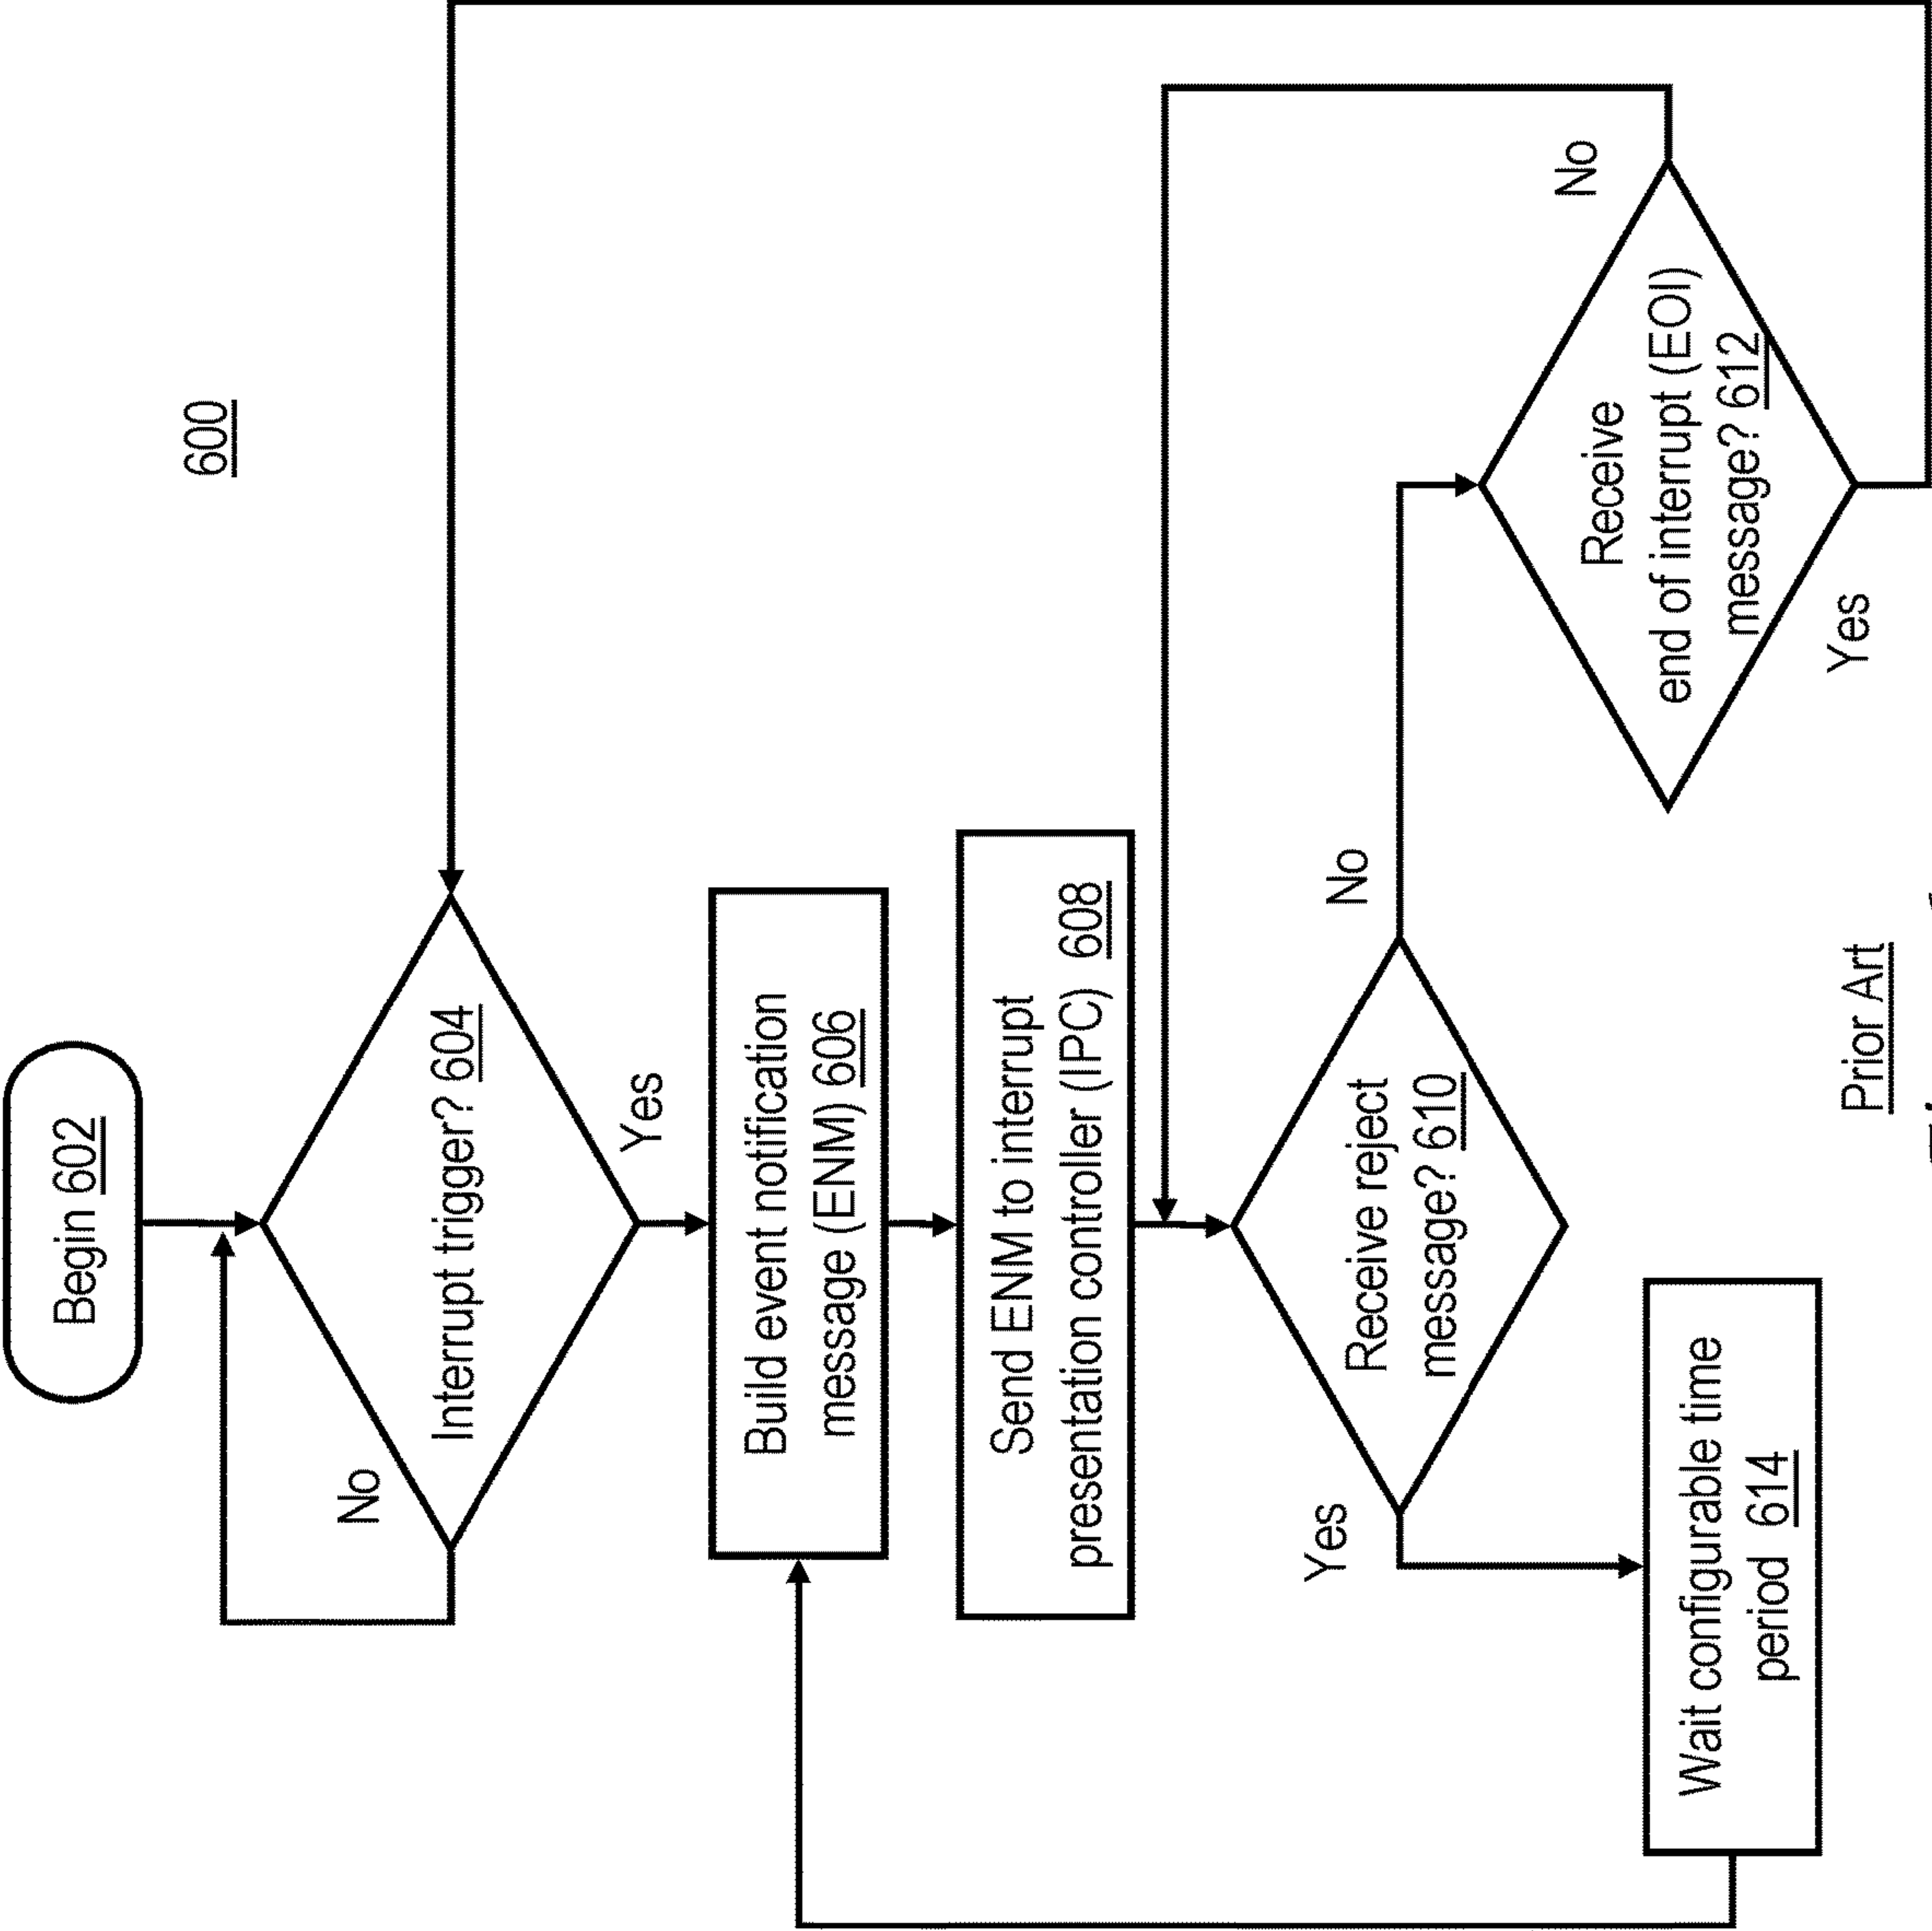 600
Begin 602
Interrupt trigger? 604
No
Yes
Build event notification
message (ENM) 606
Send ENM to interrupt
presentation controller (IPC) 608
Receive reject
message? 610
Yes
No
Wait configurable time
period 614
Receive
end of interrupt (EOI)
message? 612
No
Yes
Prior Art